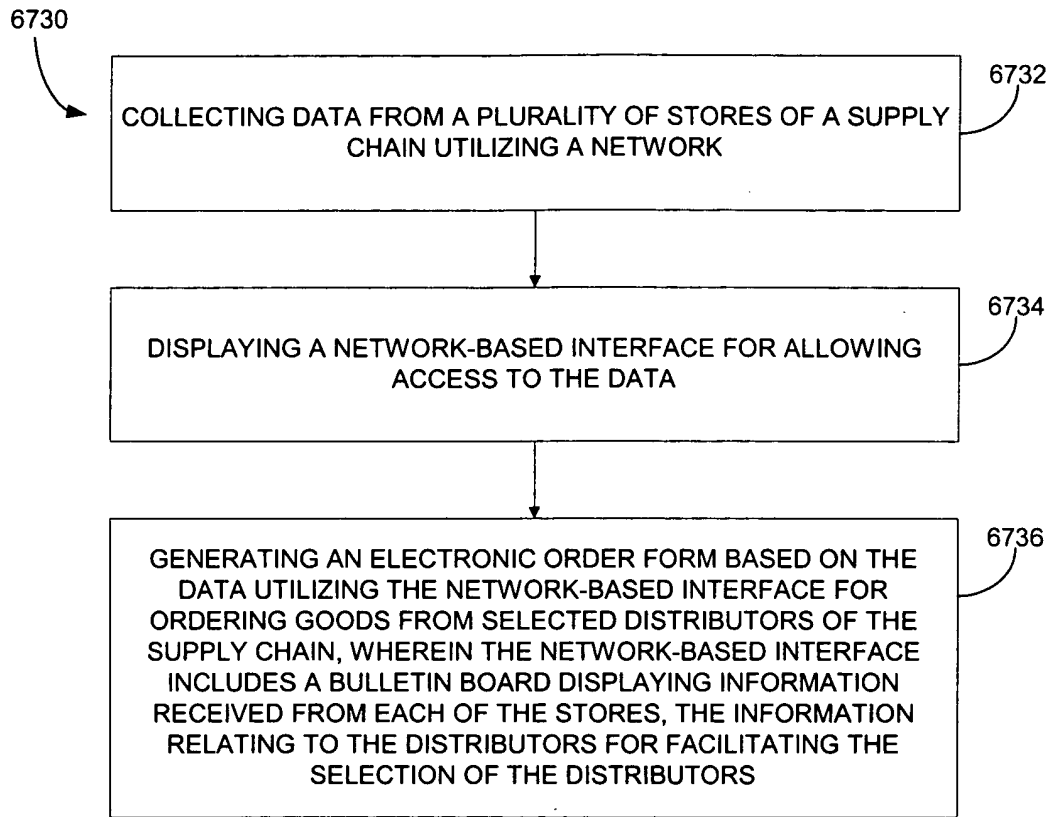 6730
6732
COLLECTING DATA FROM A PLURALITY OF STORES OF A SUPPLY
CHAIN UTILIZING A NETWORK
6734
DISPLAYING A NETWORK-BASED INTERFACE FOR ALLOWING
ACCESS TO THE DATA
6736
GENERATING AN ELECTRONIC ORDER FORM BASED ON THE
DATA UTILIZING THE NETWORK-BASED INTERFACE FOR
ORDERING GOODS FROM SELECTED DISTRIBUTORS OF THE
SUPPLY CHAIN, WHEREIN THE NETWORK-BASED INTERFACE
INCLUDES A BULLETIN BOARD DISPLAYING INFORMATION
RECEIVED FROM EACH OF THE STORES, THE INFORMATION
RELATING TO THE DISTRIBUTORS FOR FACILITATING THE
SELECTION OF THE DISTRIBUTORS